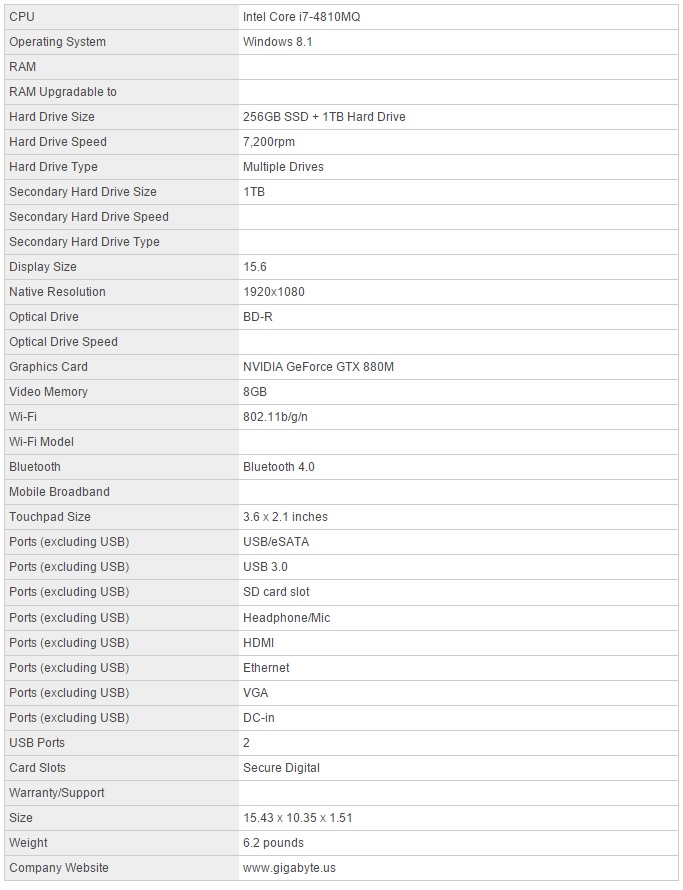 CPU Intel Core i7-4810MQ
Operating System Windows 8.1
RAM
RAM Upgradable to
Hard Drive Size 256GB SSD + 1TB Hard Drive
Hard Drive Speed 7,200rpm
Hard Drive Type Multiple Drives
Secondary Hard Drive Size 1TB
Secondary Hard Drive Speed
Secondary Hard Drive Type
Display Size 15.6
Native Resolution 1920x1080
Optical Drive BD-R
Optical Drive Speed
Graphics Card NVIDIA GeForce GTX 880M
Video Memory 8GB
Wi-Fi 802.11b/g/n
Wi-Fi Model
Bluetooth Bluetooth 4.0
Mobile Broadband
Touchpad Size 3.6 x 2.1 inches
Ports (excluding USB) USB/eSATA
Ports (excluding USB) USB 3.0
Ports (excluding USB) SD card slot
Ports (excluding USB) Headphone/Mic
Ports (excluding USB) HDMI
Ports (excluding USB) Ethernet
Ports (excluding USB) VGA
Ports (excluding USB) DC-in
USB Ports 2
Card Slots Secure Digital
Warranty/Support
Size 15.43 x 10.35 x 1.51
Weight 6.2 pounds
Company Website www.gigabyte.us